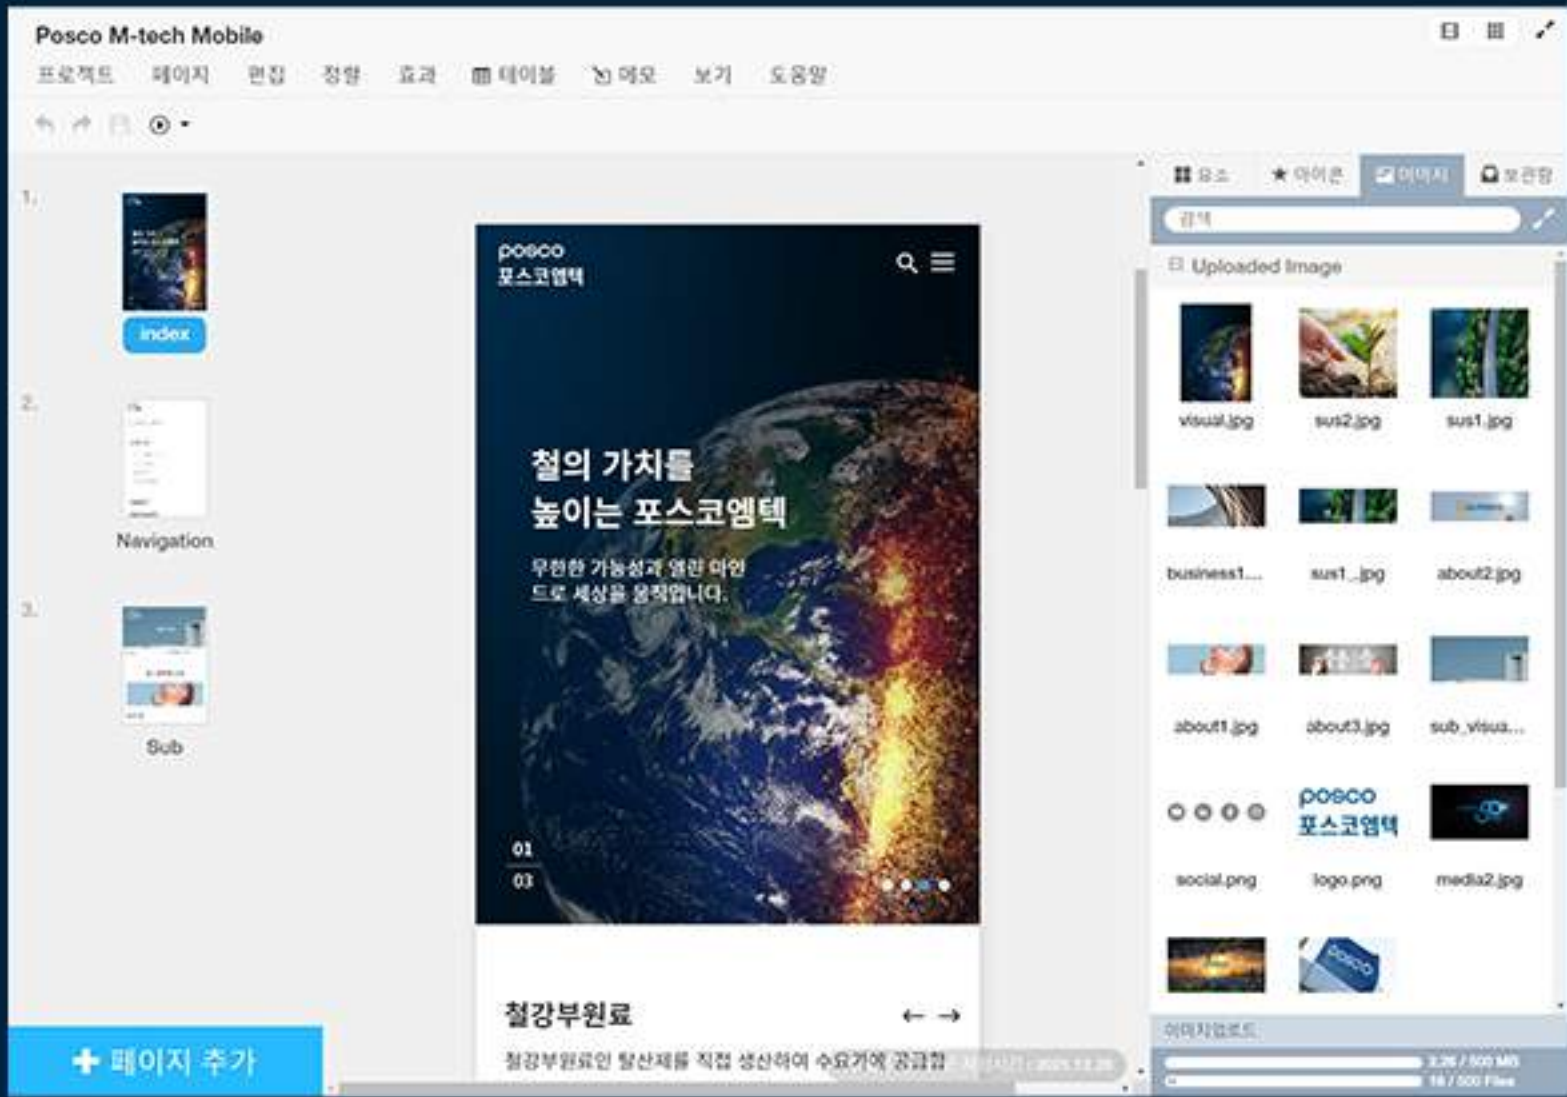 Posco M-tech Mobile
프로젝트 페이지 편집 정렬 효과 테이블 메모 보기 도움말
요소 아이콘 이미지 보관함
검색
Uploaded Image
1.
index
2.
Navigation
3.
Sub
페이지 추가
posco
포스코엠텍
철의 가치를
높이는 포스코엠텍
무한한 가능성과 열린 마인
드로 세상을 움직입니다.
01
03
철강부원료
철강부원료인 탈산제를 직접 생산하여 수요가에 공급함
visual.jpg sus2.jpg sus1.jpg
business1... sus1_.jpg about2.jpg
about1.jpg about3.jpg sub_visua...
posco
포스코엠텍
social.png logo.png media2.jpg
posco
이미지업로드
3.26 / 500 MB
16 / 500 Files